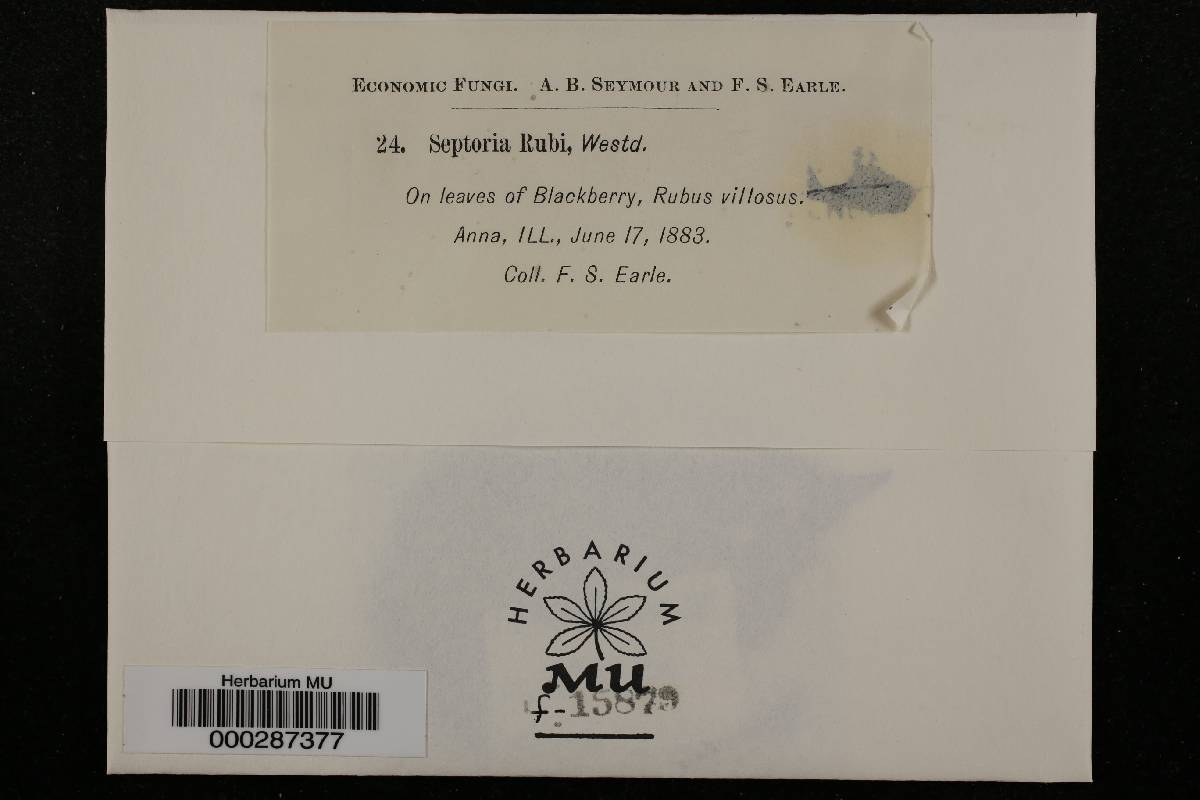 Economic Fungi. A. B. Seymour and F. S. Earle.
24. Septoria Rubi, Westd.
On leaves of Blackberry, Rubus villosus.
Anna, ILL., June 17, 1883.
Coll. F. S. Earle.
HERBARIUM
MU
f-15879
Herbarium MU
000287377